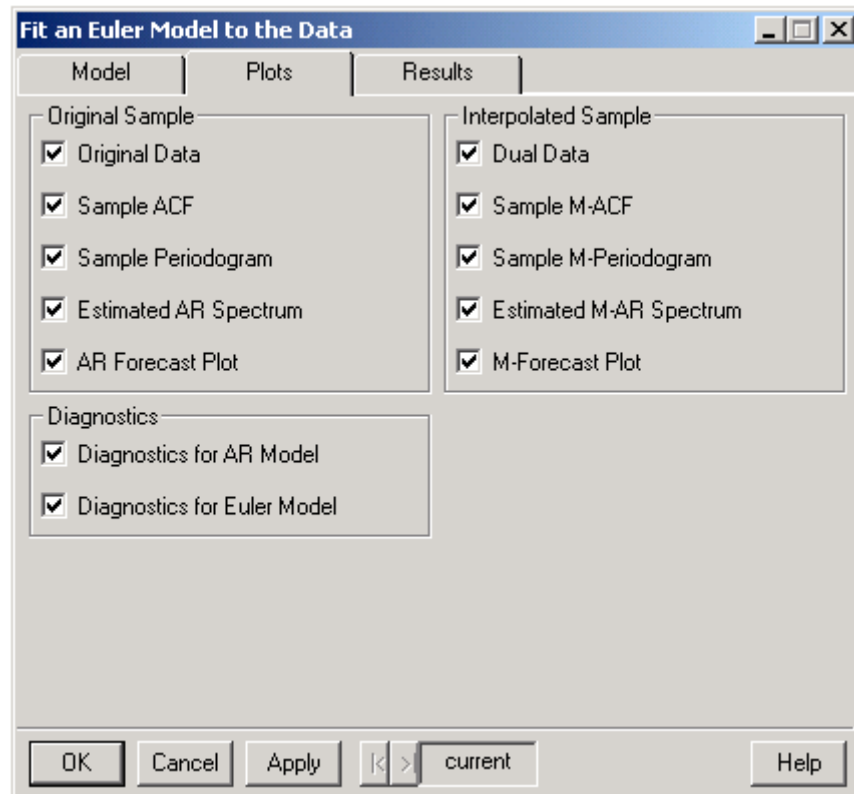 Fit an Euler Model to the Data
Model Plots Results
Original Sample
Original Data
Sample ACF
Sample Periodogram
Estimated AR Spectrum
AR Forecast Plot
Interpolated Sample
Dual Data
Sample M-ACF
Sample M-Periodogram
Estimated M-AR Spectrum
M-Forecast Plot
Diagnostics
Diagnostics for AR Model
Diagnostics for Euler Model
OK Cancel Apply |< >| current Help